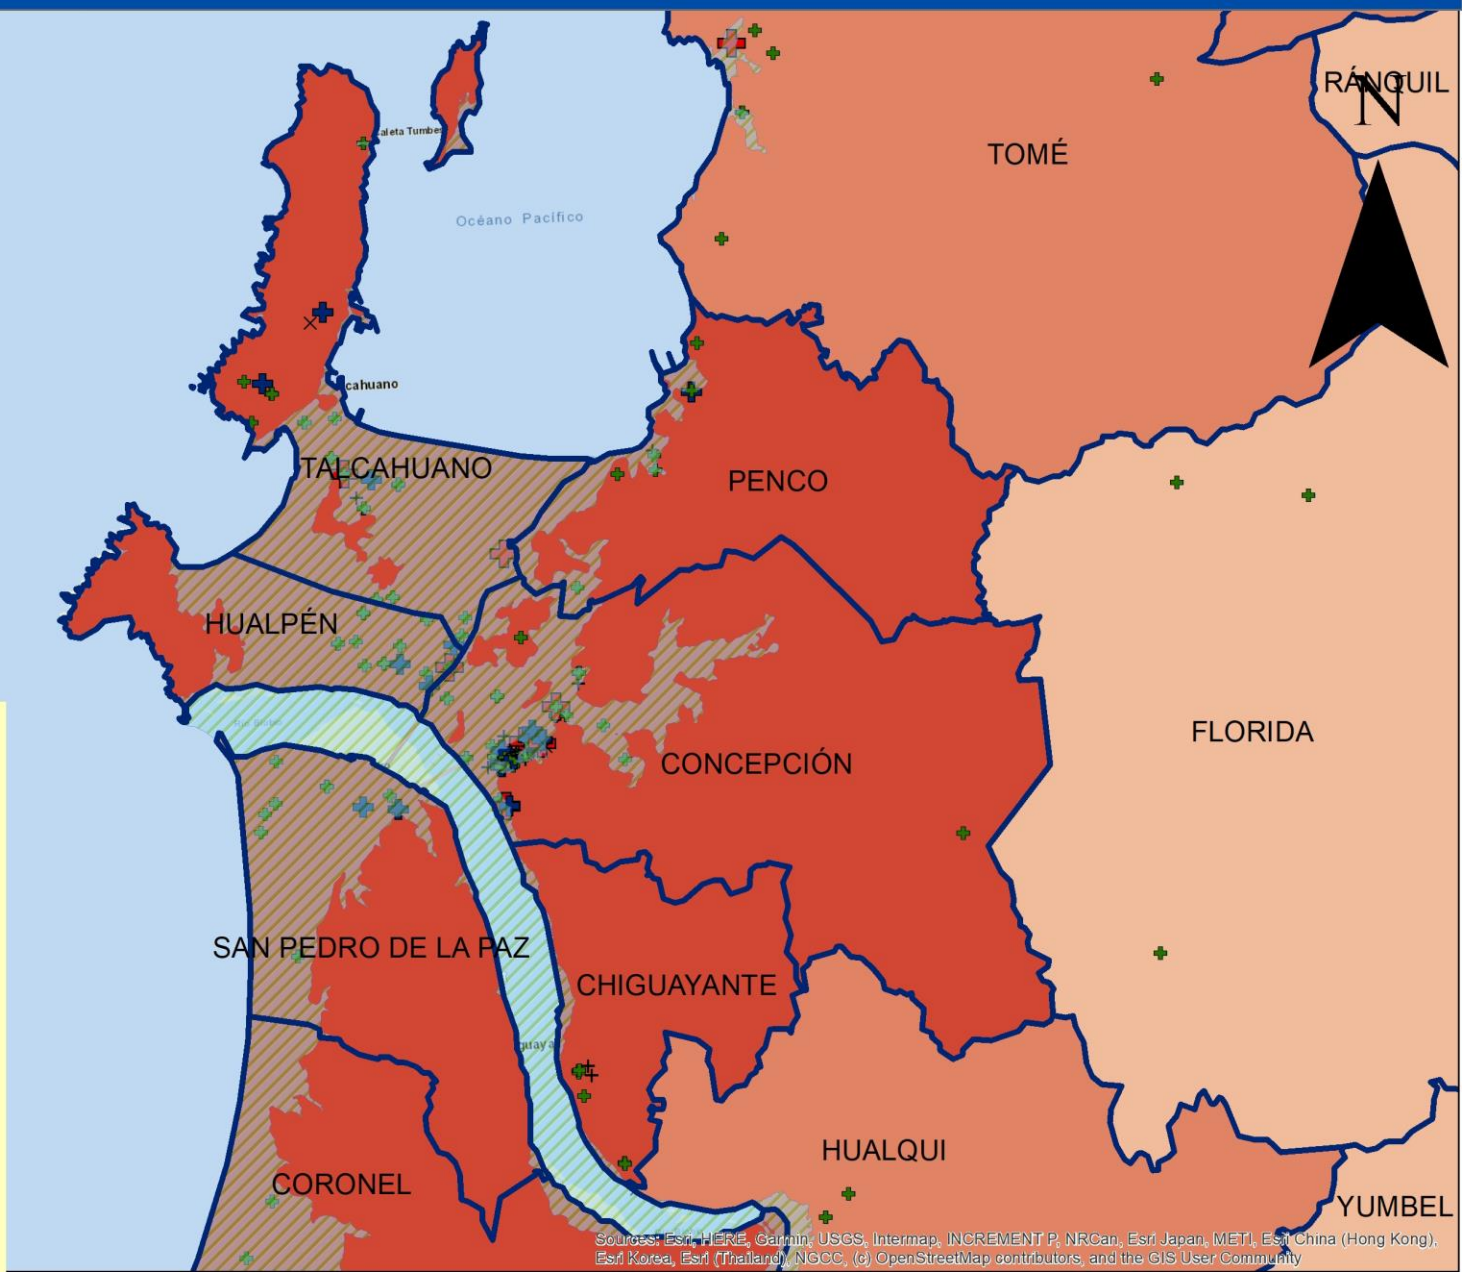 RÁNQUIL
N
aleta Tumbes
TOMÉ
Océano Pacífico
cahuano
TALCAHUANO
PENCO
HUALPÉN
FLORIDA
CONCEPCIÓN
SAN PEDRO DE LA PAZ
CHIGUAYANTE
guaya
HUALQUI
CORONEL
YUMBEL
Sources: Esri, HERE, Garmin, USGS, Intermap, INCREMENT P, NRCan, Esri Japan, METI, Esri China (Hong Kong),
Esri Korea, Esri (Thailand), NGCC, (c) OpenStreetMap contributors, and the GIS User Community